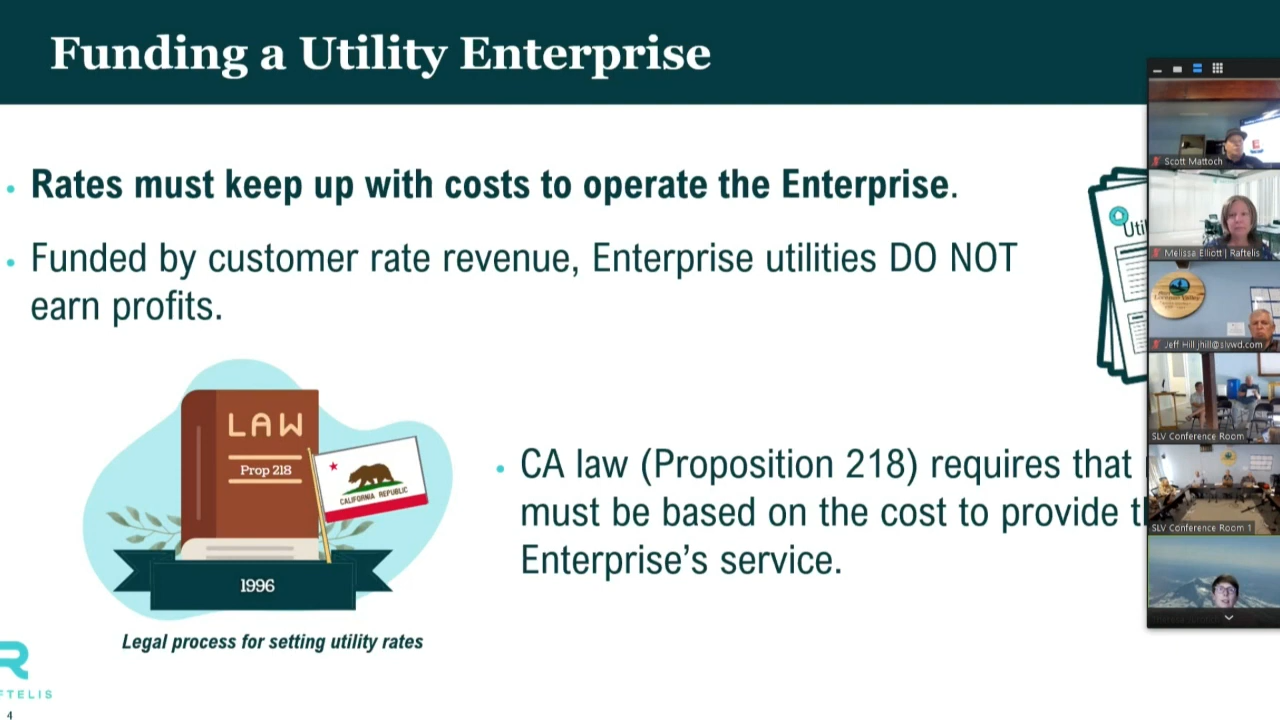 Funding a Utility Enterprise
• Rates must keep up with costs to operate the Enterprise.
• Funded by customer rate revenue, Enterprise utilities DO NOT
earn profits.
Uti
LAW
Prop 218
CALIFORNIA REPUBLIC
1996
Legal process for setting utility rates
• CA law (Proposition 218) requires that
must be based on the cost to provide t
Enterprise's service.
FTELIS
4
Scott Mattoch
Melissa Elliott | Raftelis
Jeff Hill jhill@slvwd.com
SLV Conference Room
SLV Conference Room 1